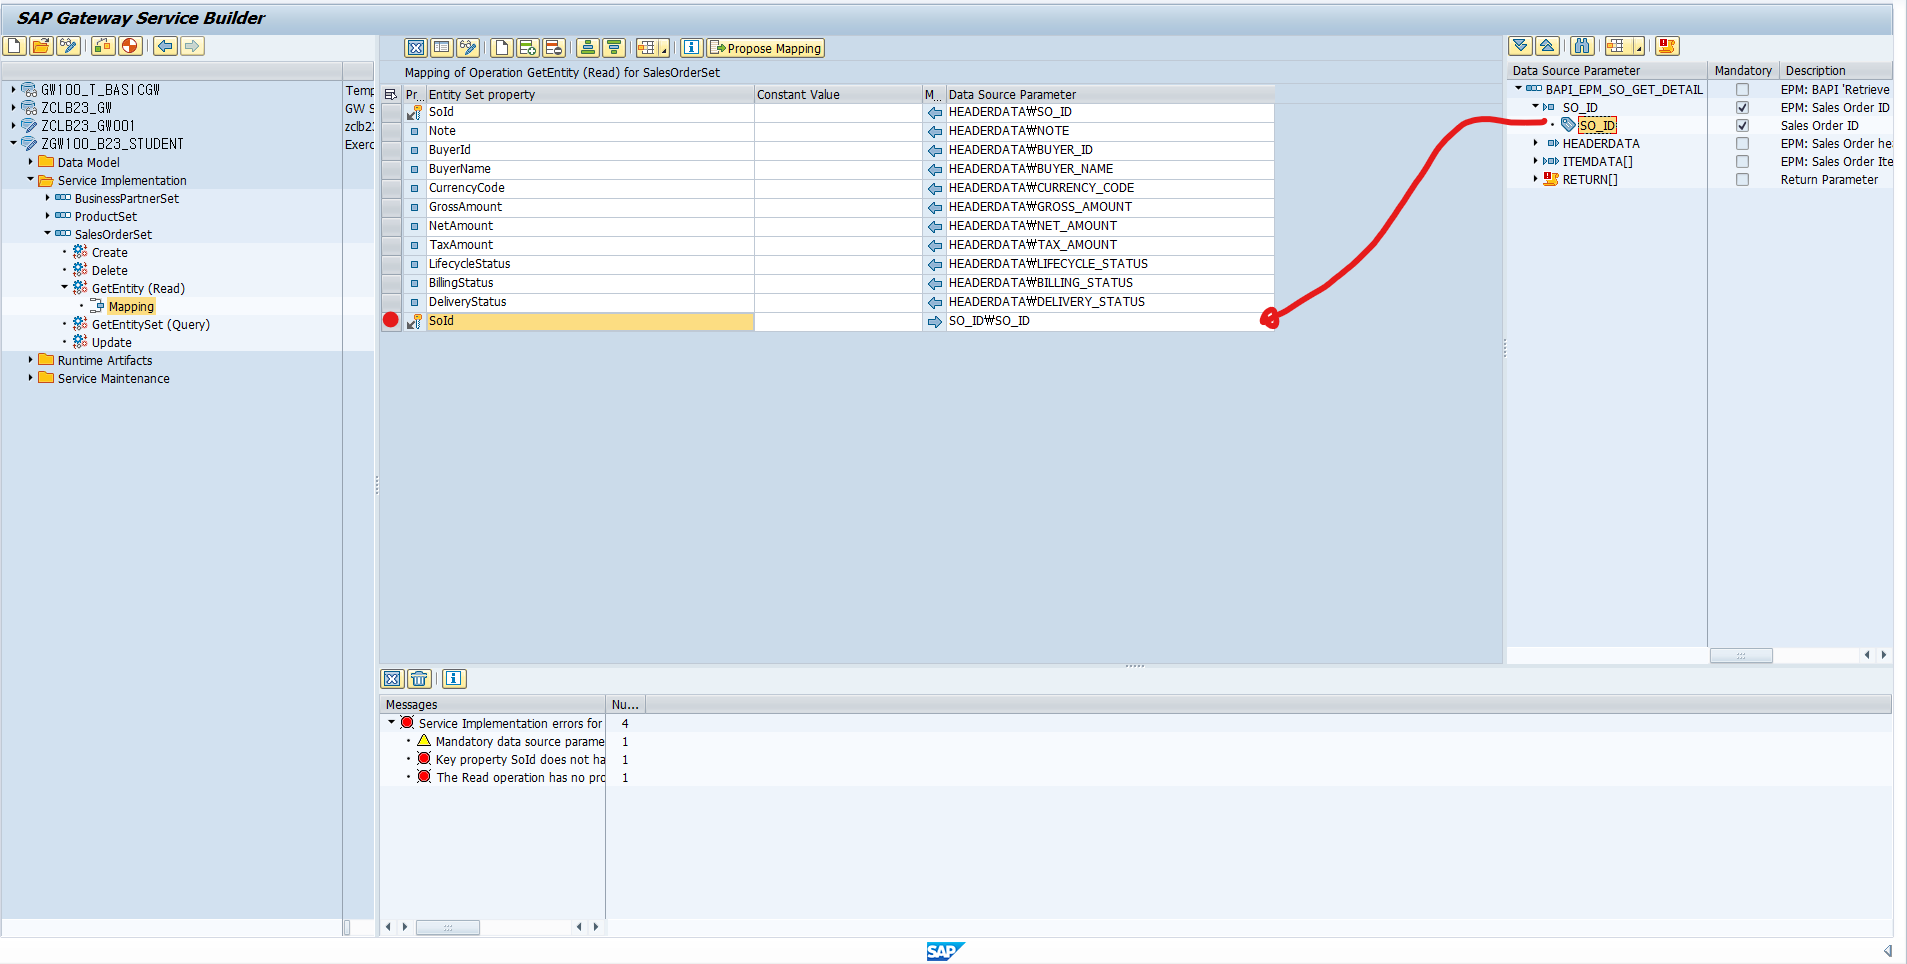 SAP Gateway Service Builder
GW100_T_BASICGW Temp
ZCLB23_GW GW S
ZCLB23_GW001 zclb2
ZGW100_B23_STUDENT Exerc
Data Model
Service Implementation
BusinessPartnerSet
ProductSet
SalesOrderSet
Create
Delete
GetEntity (Read)
Mapping
GetEntitySet (Query)
Update
Runtime Artifacts
Service Maintenance
Propose Mapping
Mapping of Operation GetEntity (Read) for SalesOrderSet
Pr.. Entity Set property Constant Value M.. Data Source Parameter
SoId HEADERDATA₩SO_ID
Note HEADERDATA₩NOTE
BuyerId HEADERDATA₩BUYER_ID
BuyerName HEADERDATA₩BUYER_NAME
CurrencyCode HEADERDATA₩CURRENCY_CODE
GrossAmount HEADERDATA₩GROSS_AMOUNT
NetAmount HEADERDATA₩NET_AMOUNT
TaxAmount HEADERDATA₩TAX_AMOUNT
LifecycleStatus HEADERDATA₩LIFECYCLE_STATUS
BillingStatus HEADERDATA₩BILLING_STATUS
DeliveryStatus HEADERDATA₩DELIVERY_STATUS
SoId SO_ID₩SO_ID
Data Source Parameter Mandatory Description
BAPI_EPM_SO_GET_DETAIL EPM: BAPI 'Retrieve
SO_ID EPM: Sales Order ID
SO_ID Sales Order ID
HEADERDATA EPM: Sales Order hea
ITEMDATA[] EPM: Sales Order Ite
RETURN[] Return Parameter
Messages Nu...
Service Implementation errors for 4
Mandatory data source parame 1
Key property SoId does not ha 1
The Read operation has no pro 1
SAP